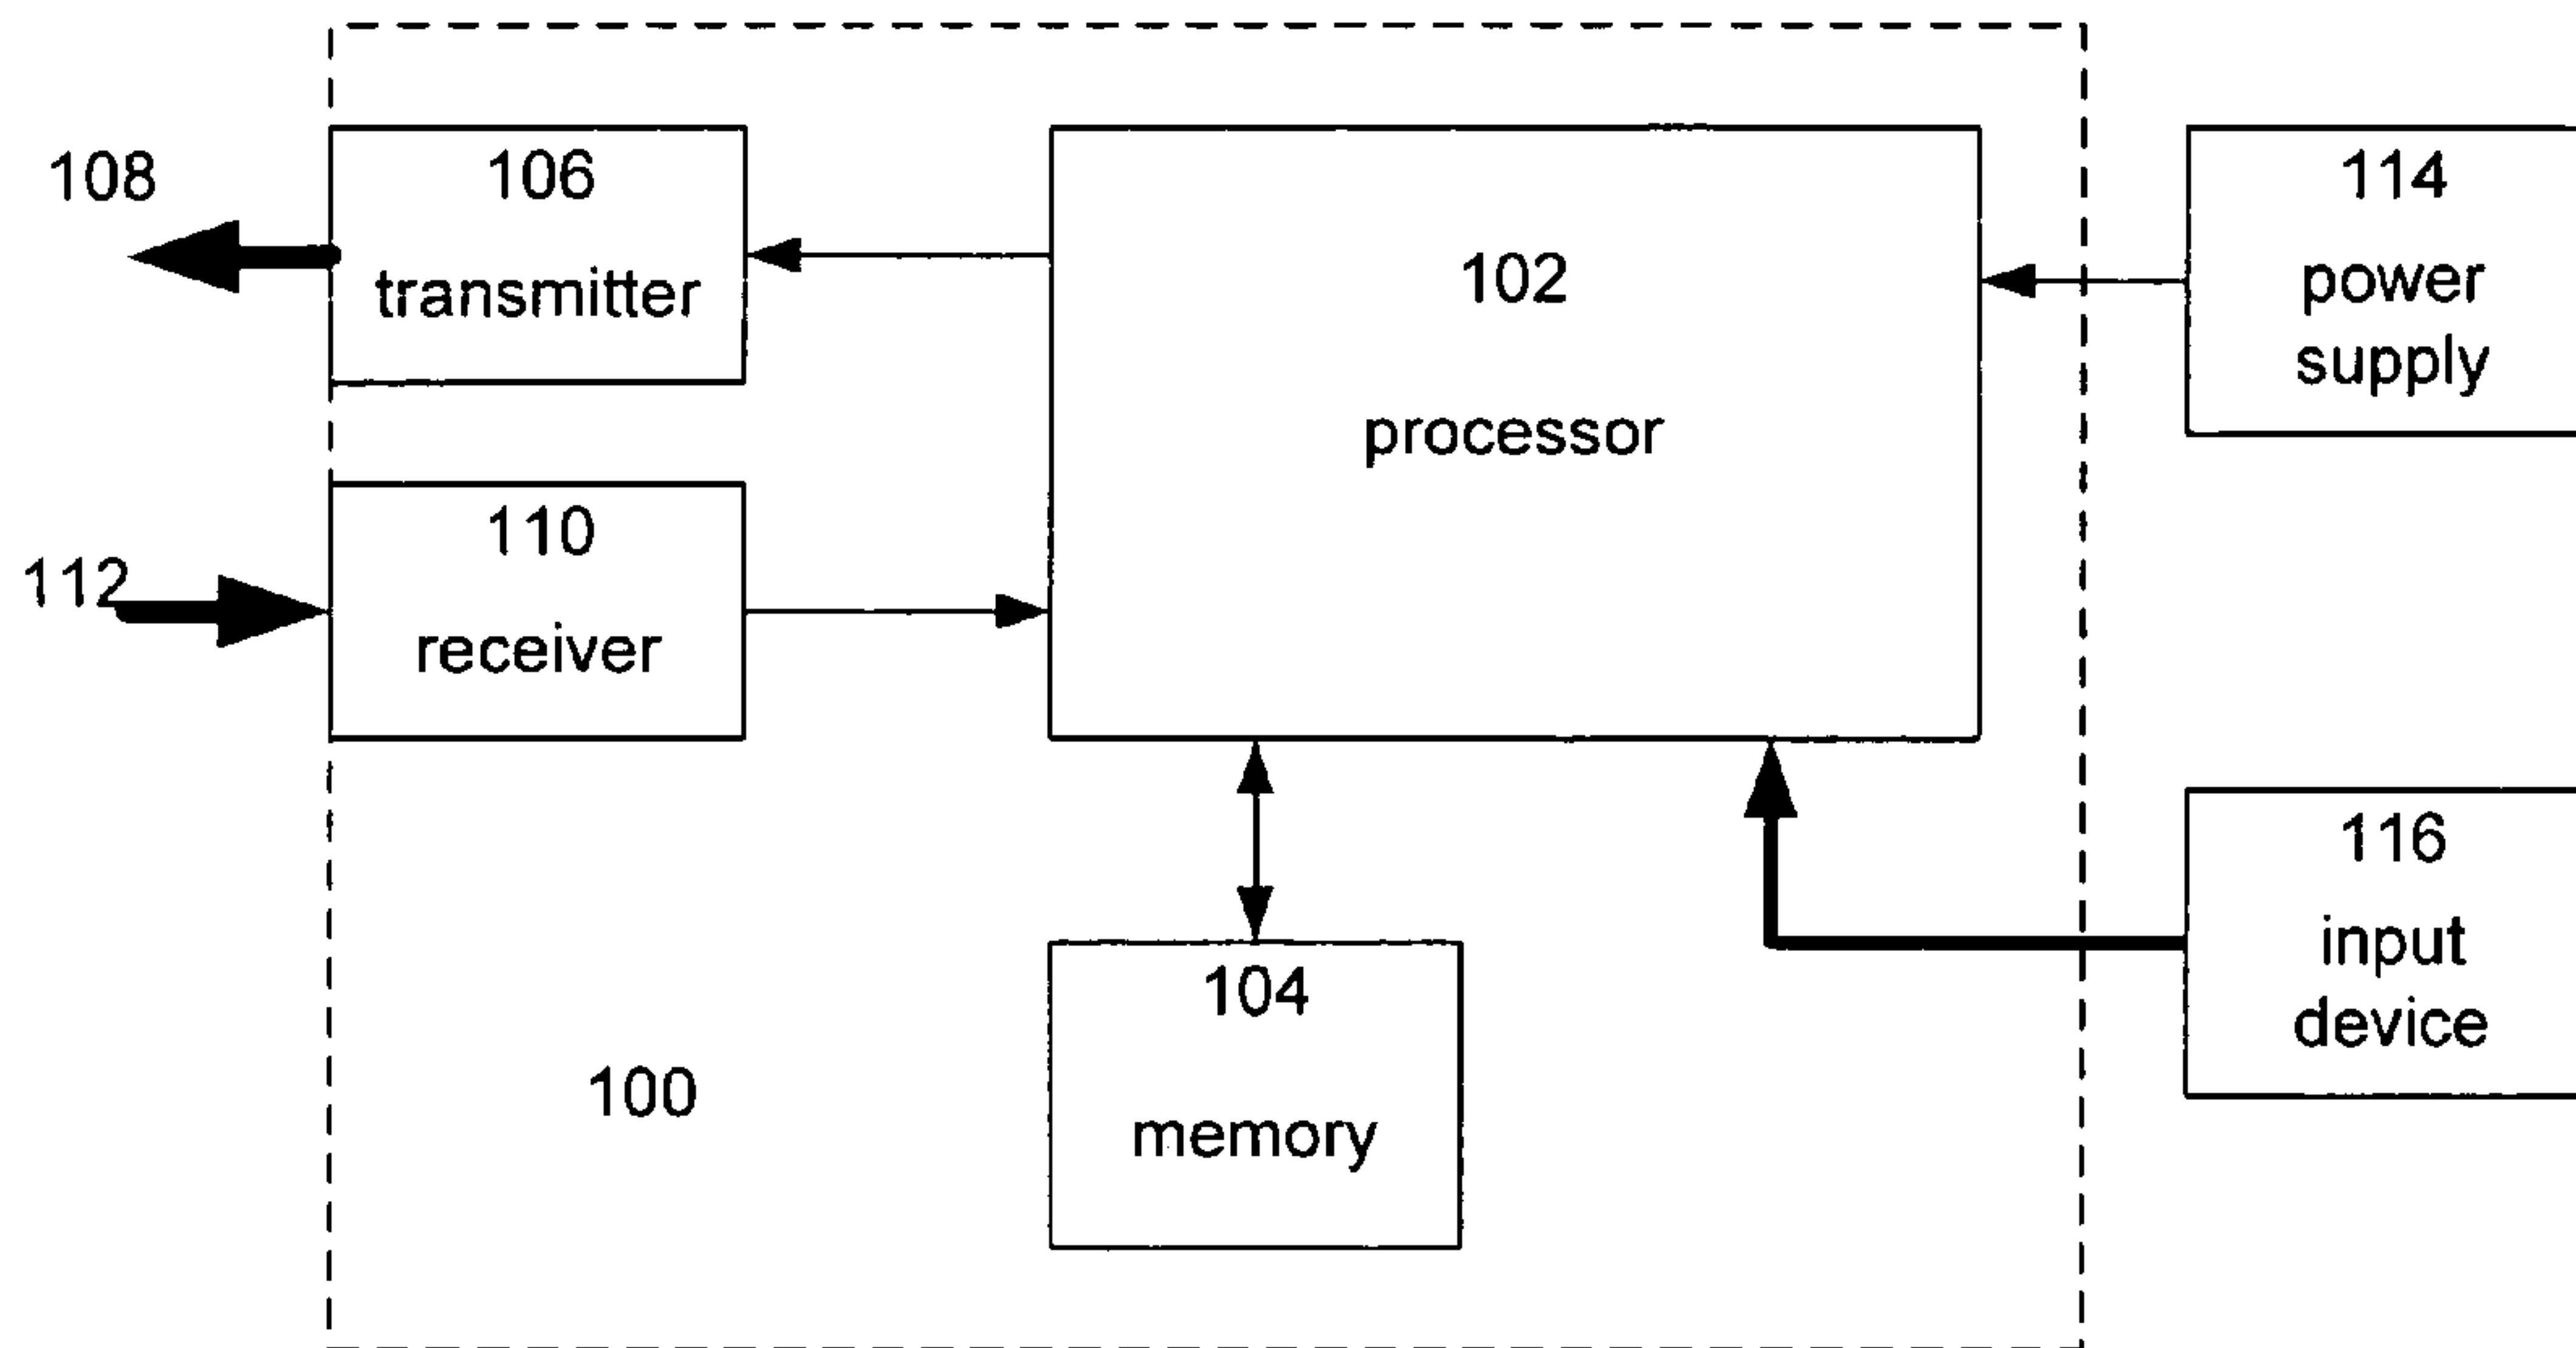 108
106
transmitter
102
processor
114
power
supply
112
110
receiver
116
input
device
104
memory
100